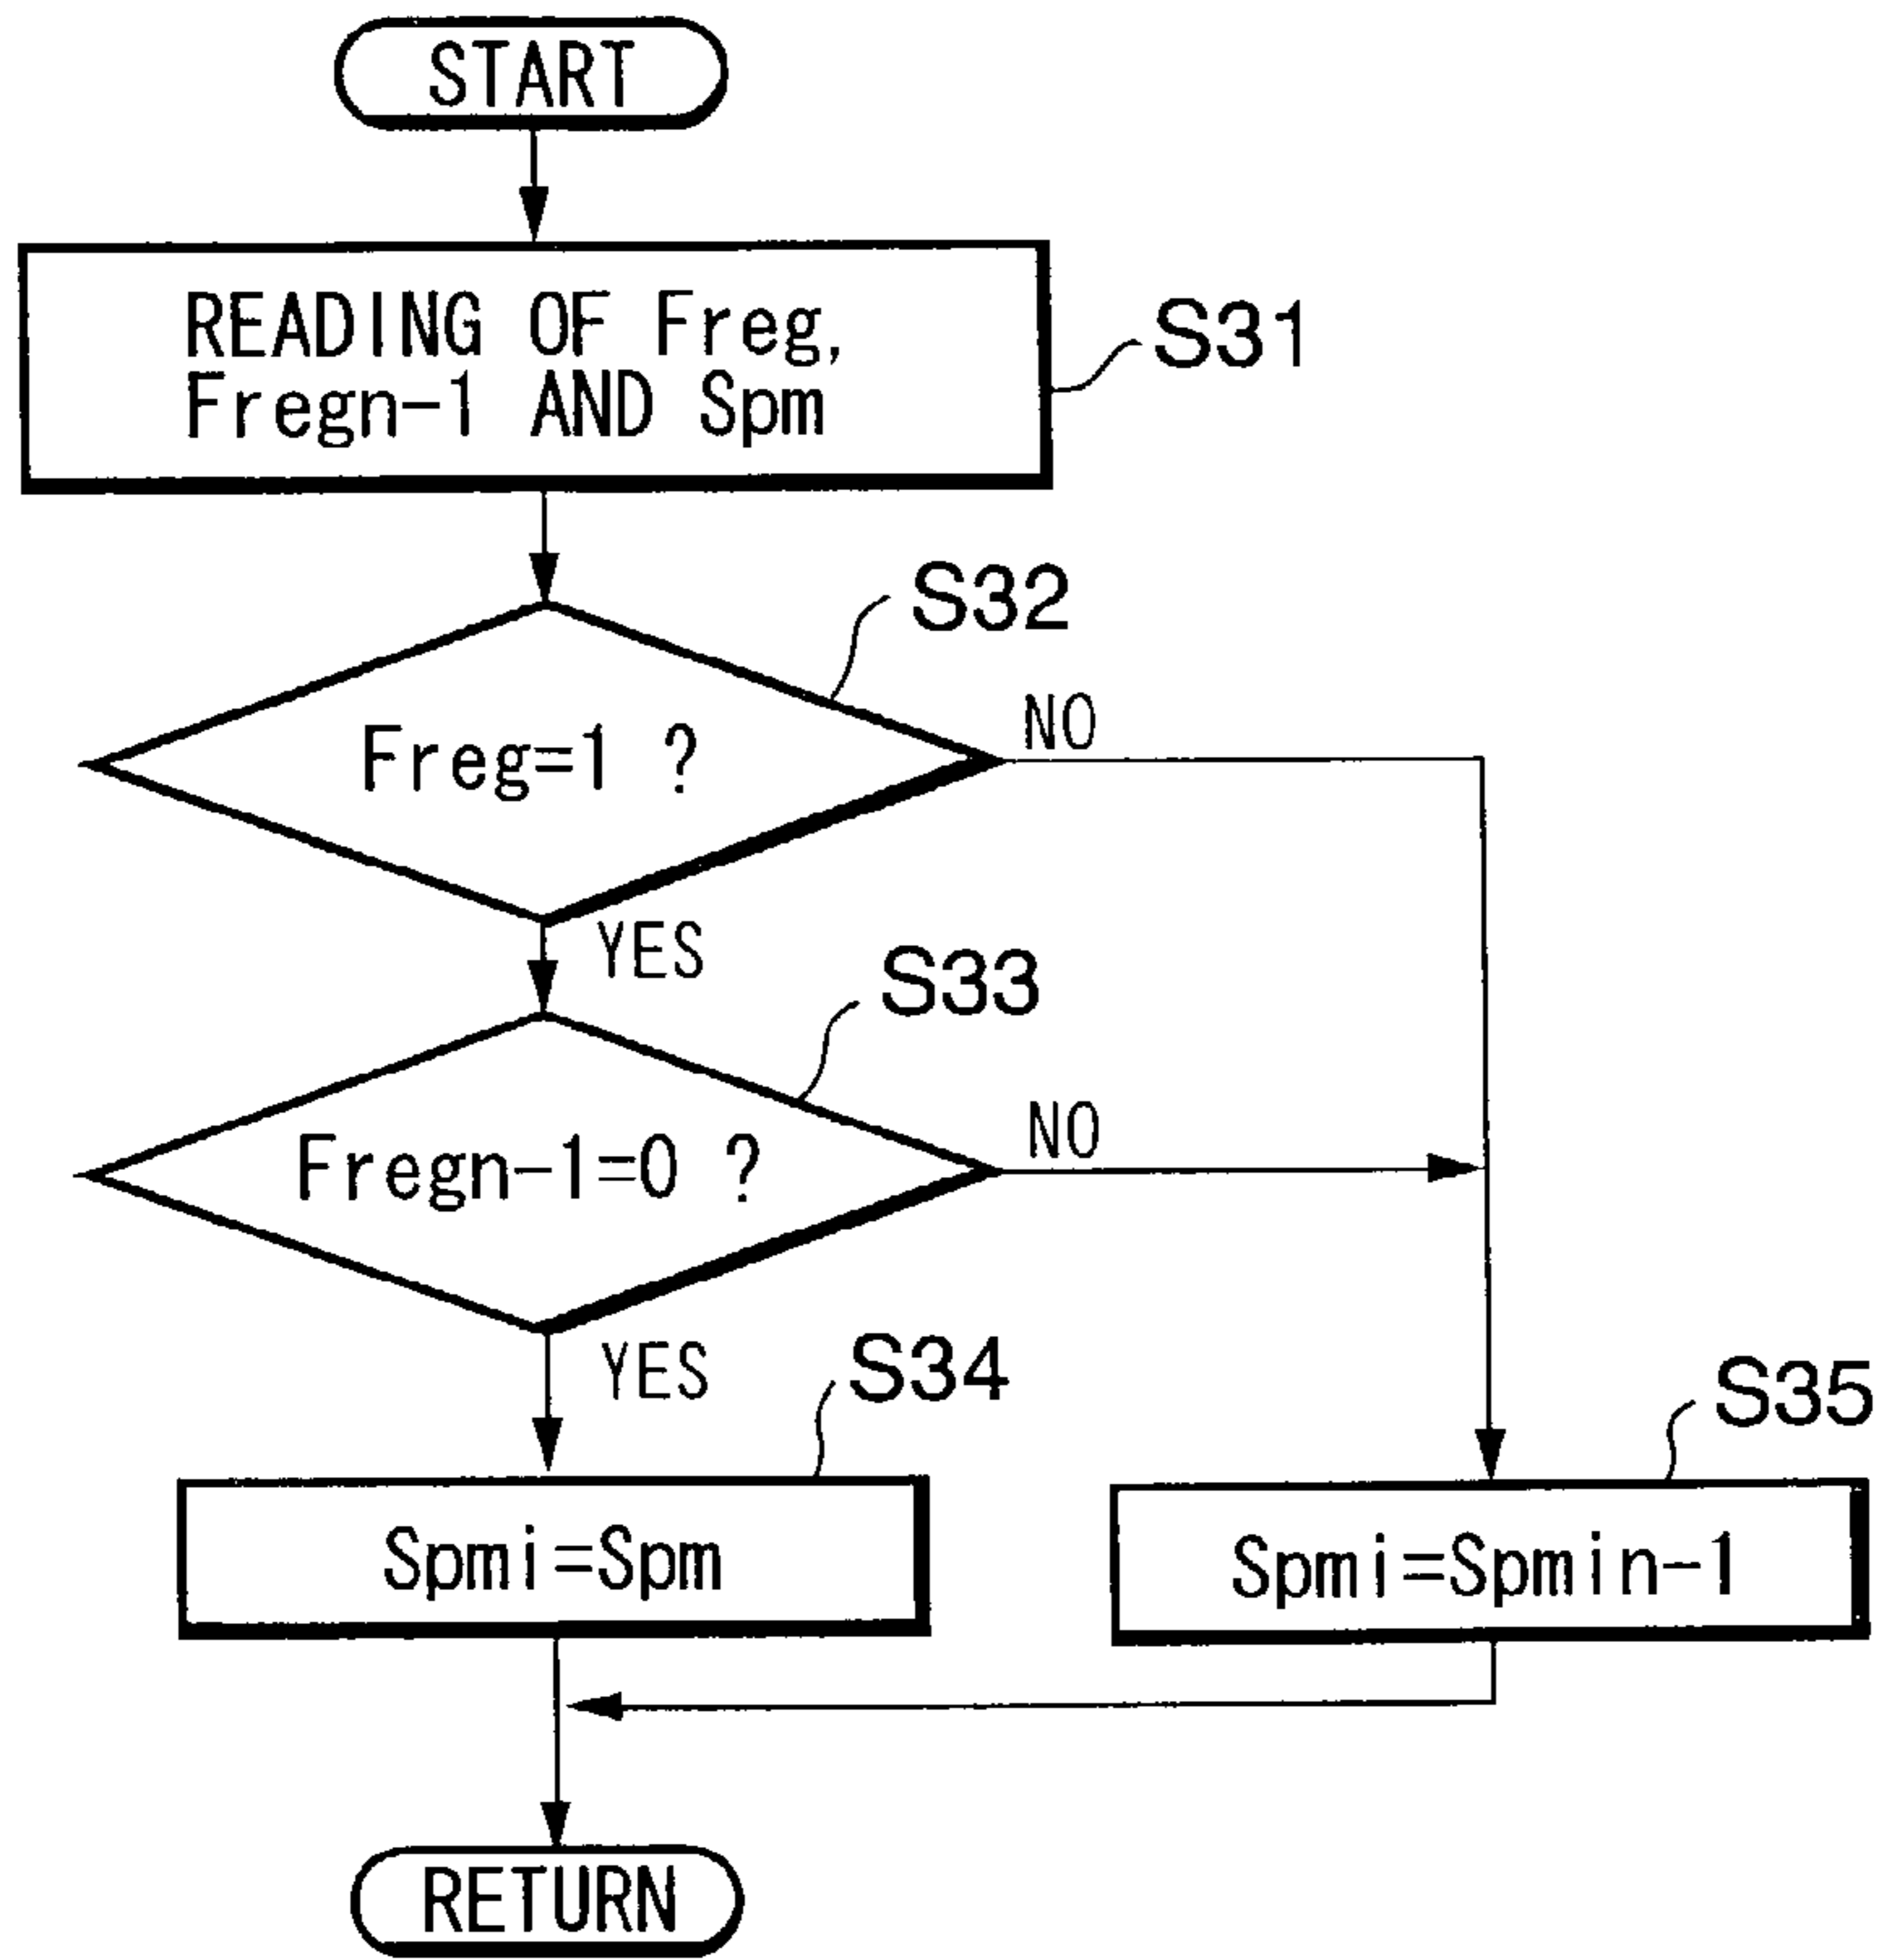 START
READING OF Freg,
Fregn-1 AND Spm
S31
S32
Freg=1 ?
NO
YES
S33
Fregn-1=0 ?
NO
YES
S34
S35
Spmi=Spm
Spmi=Spmin-1
RETURN